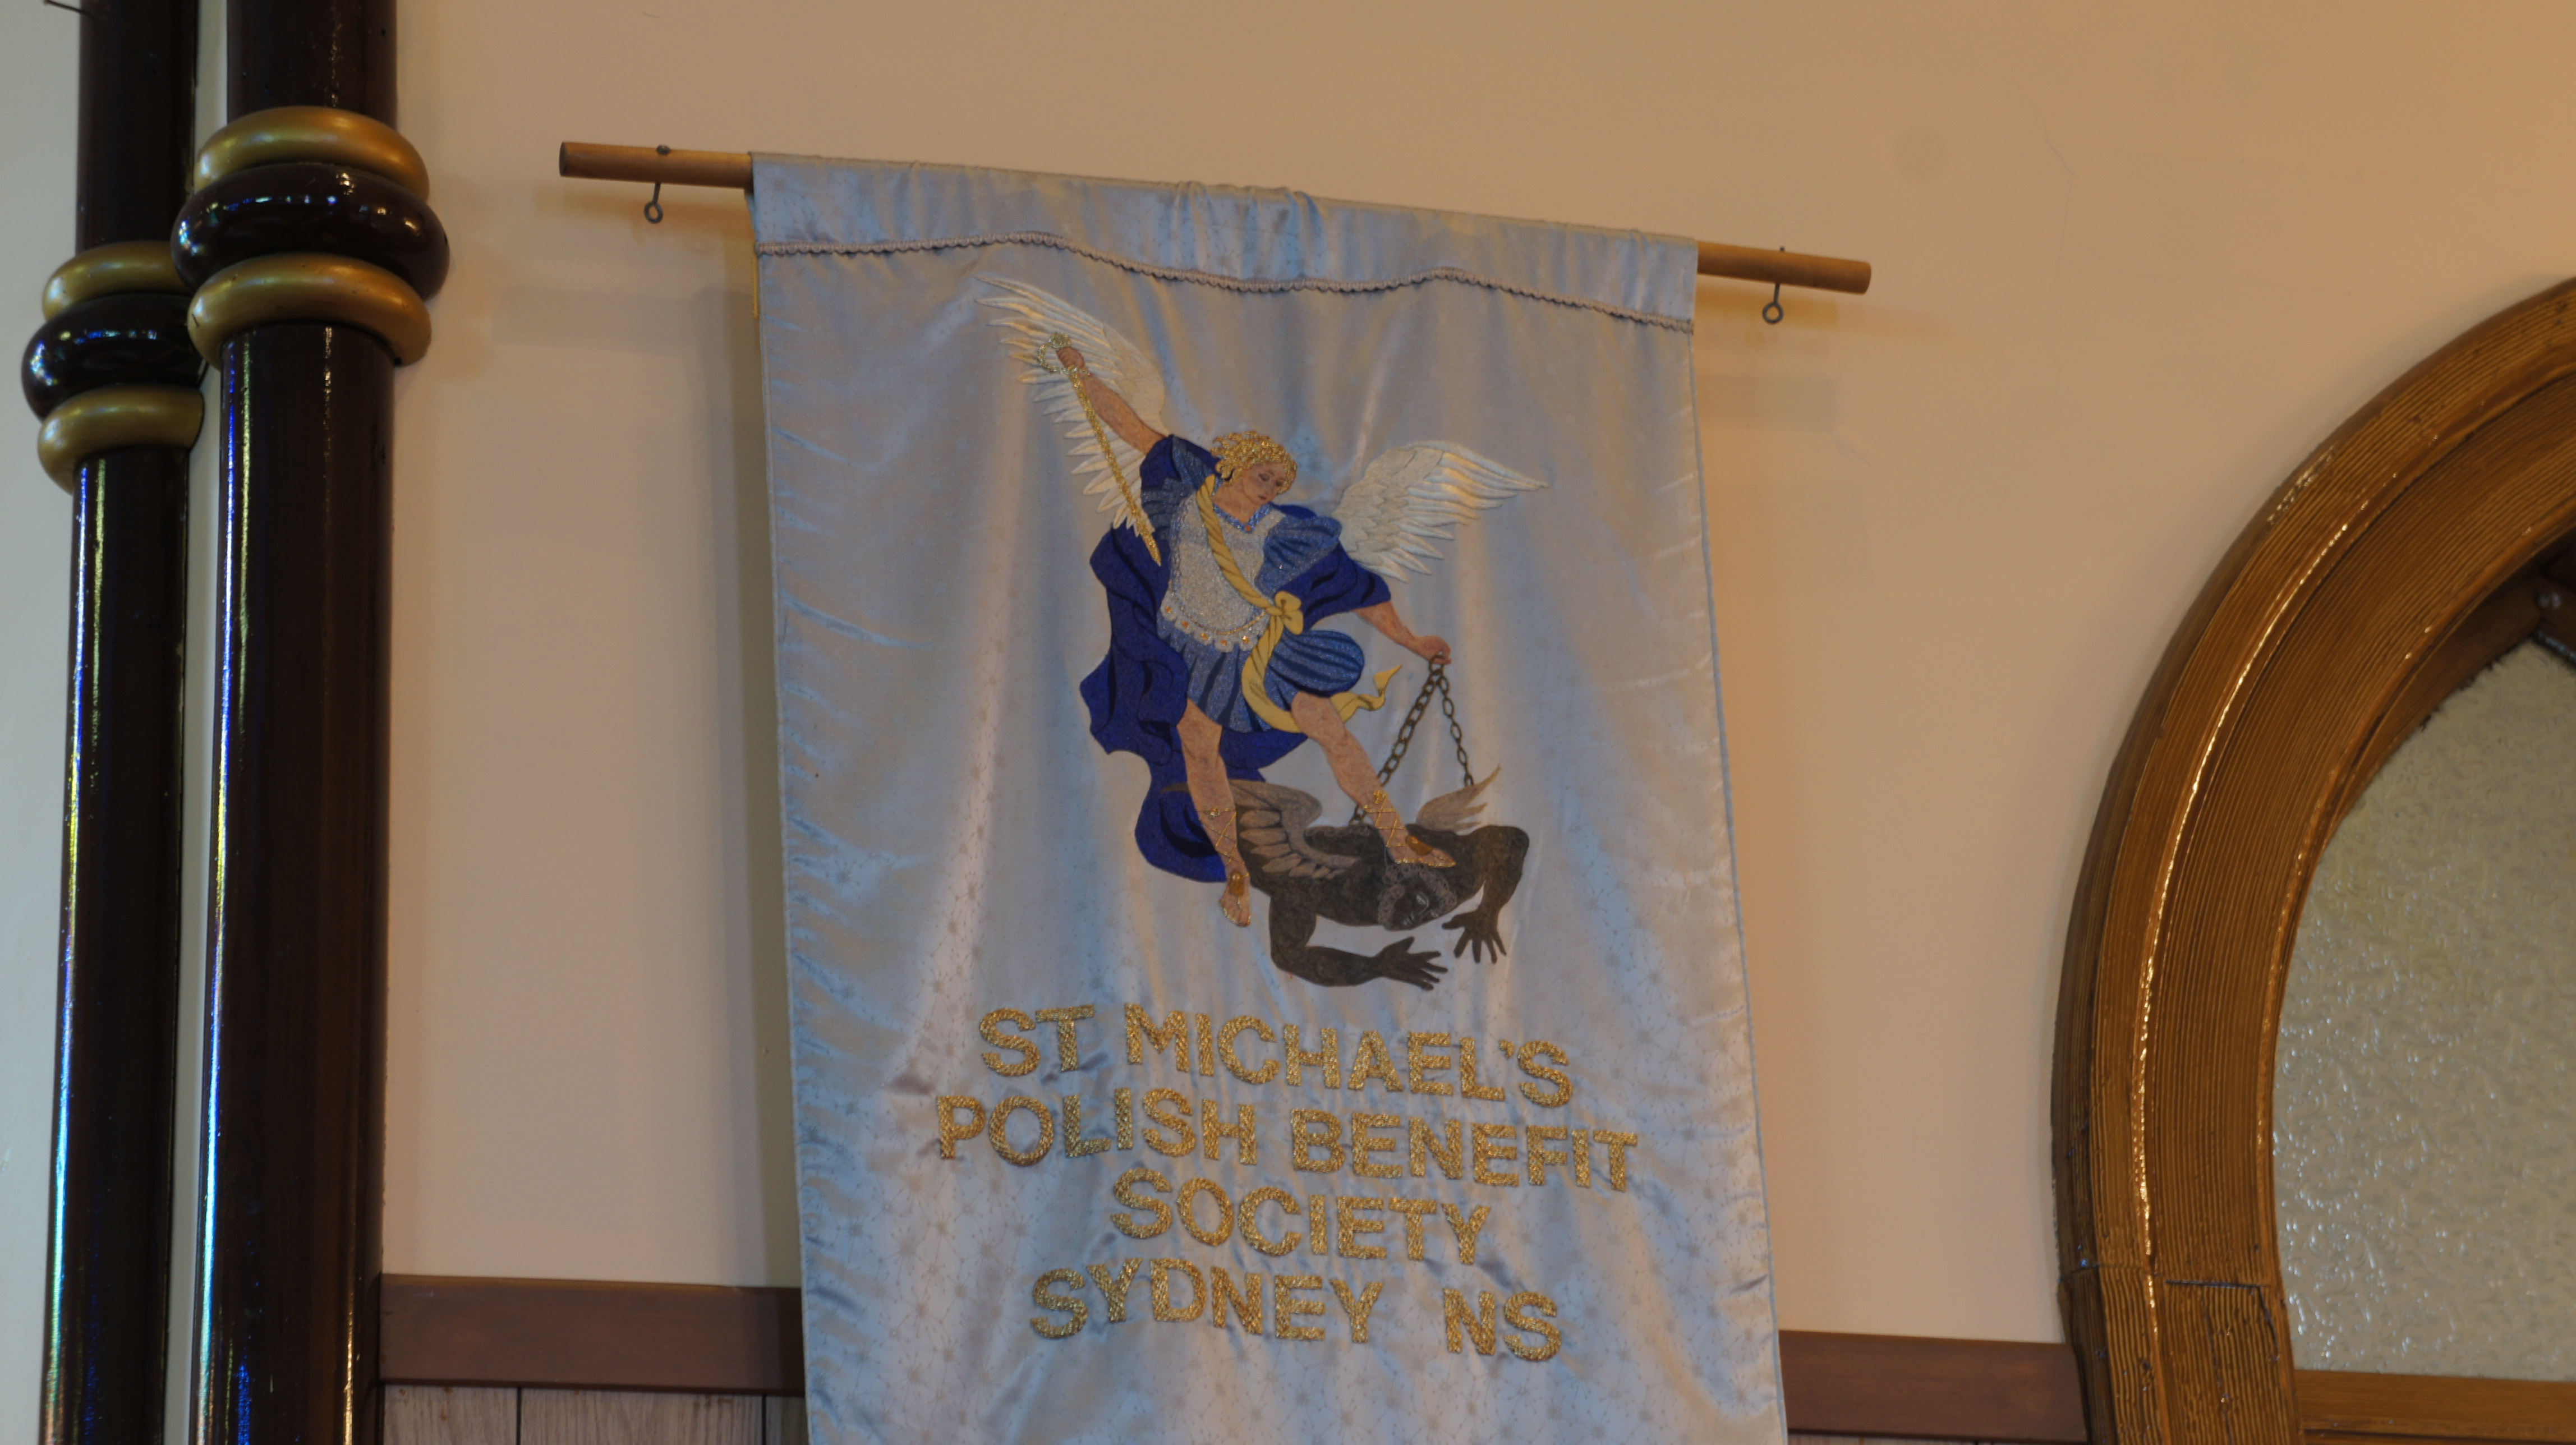 ST MICHAEL'S
POLISH BENEFIT
SOCIETY
SYDNEY NS